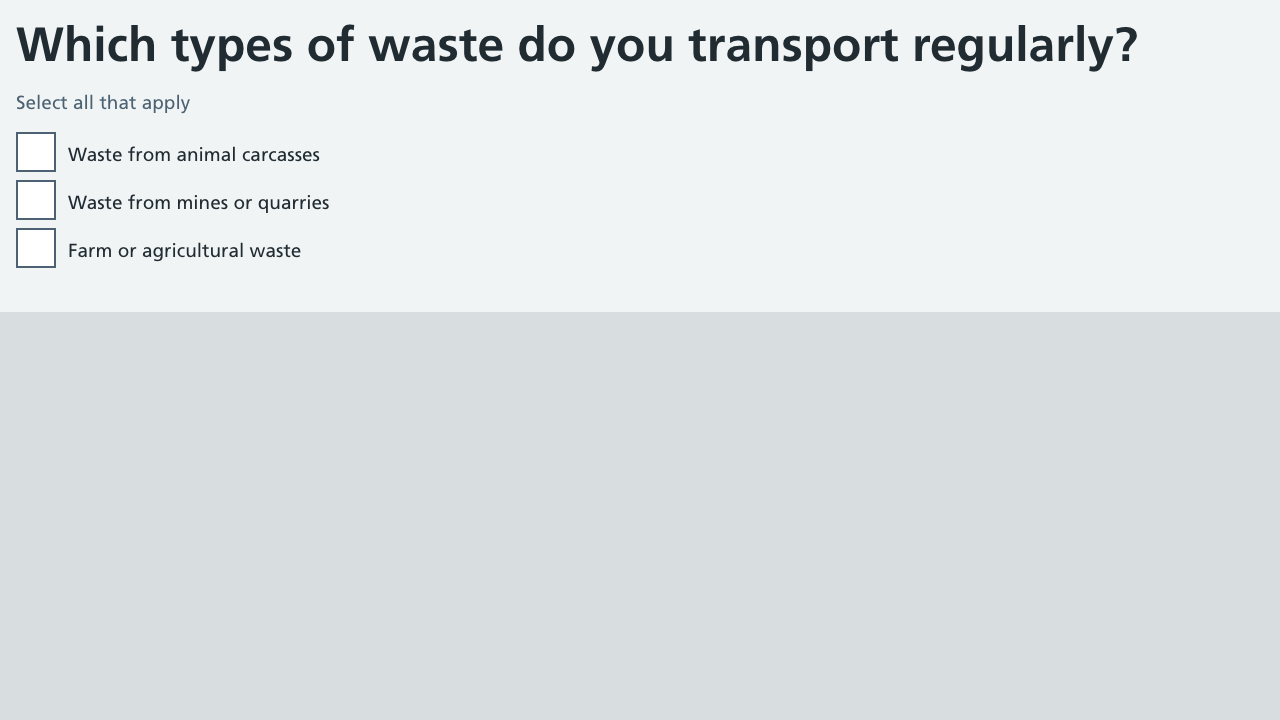 Which types of waste do you transport regularly?
Select all that apply
Waste from animal carcasses
Waste from mines or quarries
Farm or agricultural waste